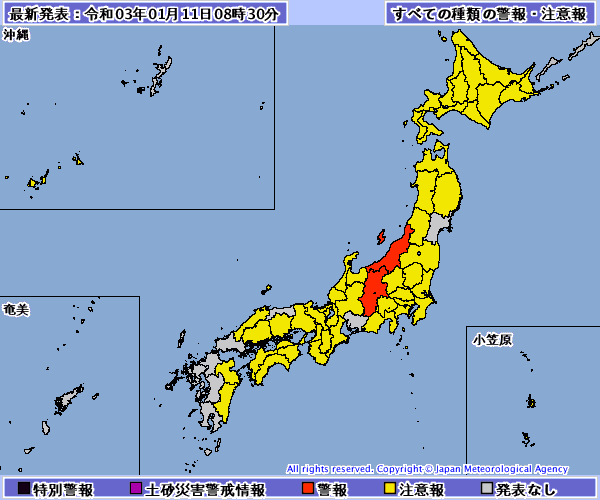 最新発表：令和03年01月11日08時30分
すべての種類の警報・注意報
沖縄
奄美
小笠原
All rights reserved. Copyright © Japan Meteorological Agency
特別警報 土砂災害警戒情報 警報 注意報 発表なし